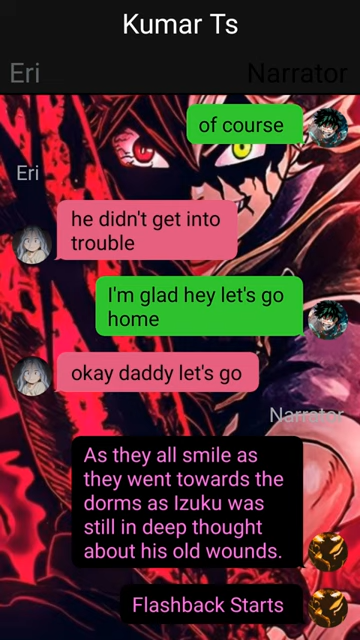 Kumar Ts
Eri
Narrator
of course
Eri
he didn't get into
trouble
I'm glad hey let's go
home
okay daddy let's go
Narrator
As they all smile as
they went towards the
dorms as Izuku was
still in deep thought
about his old wounds.
Flashback Starts